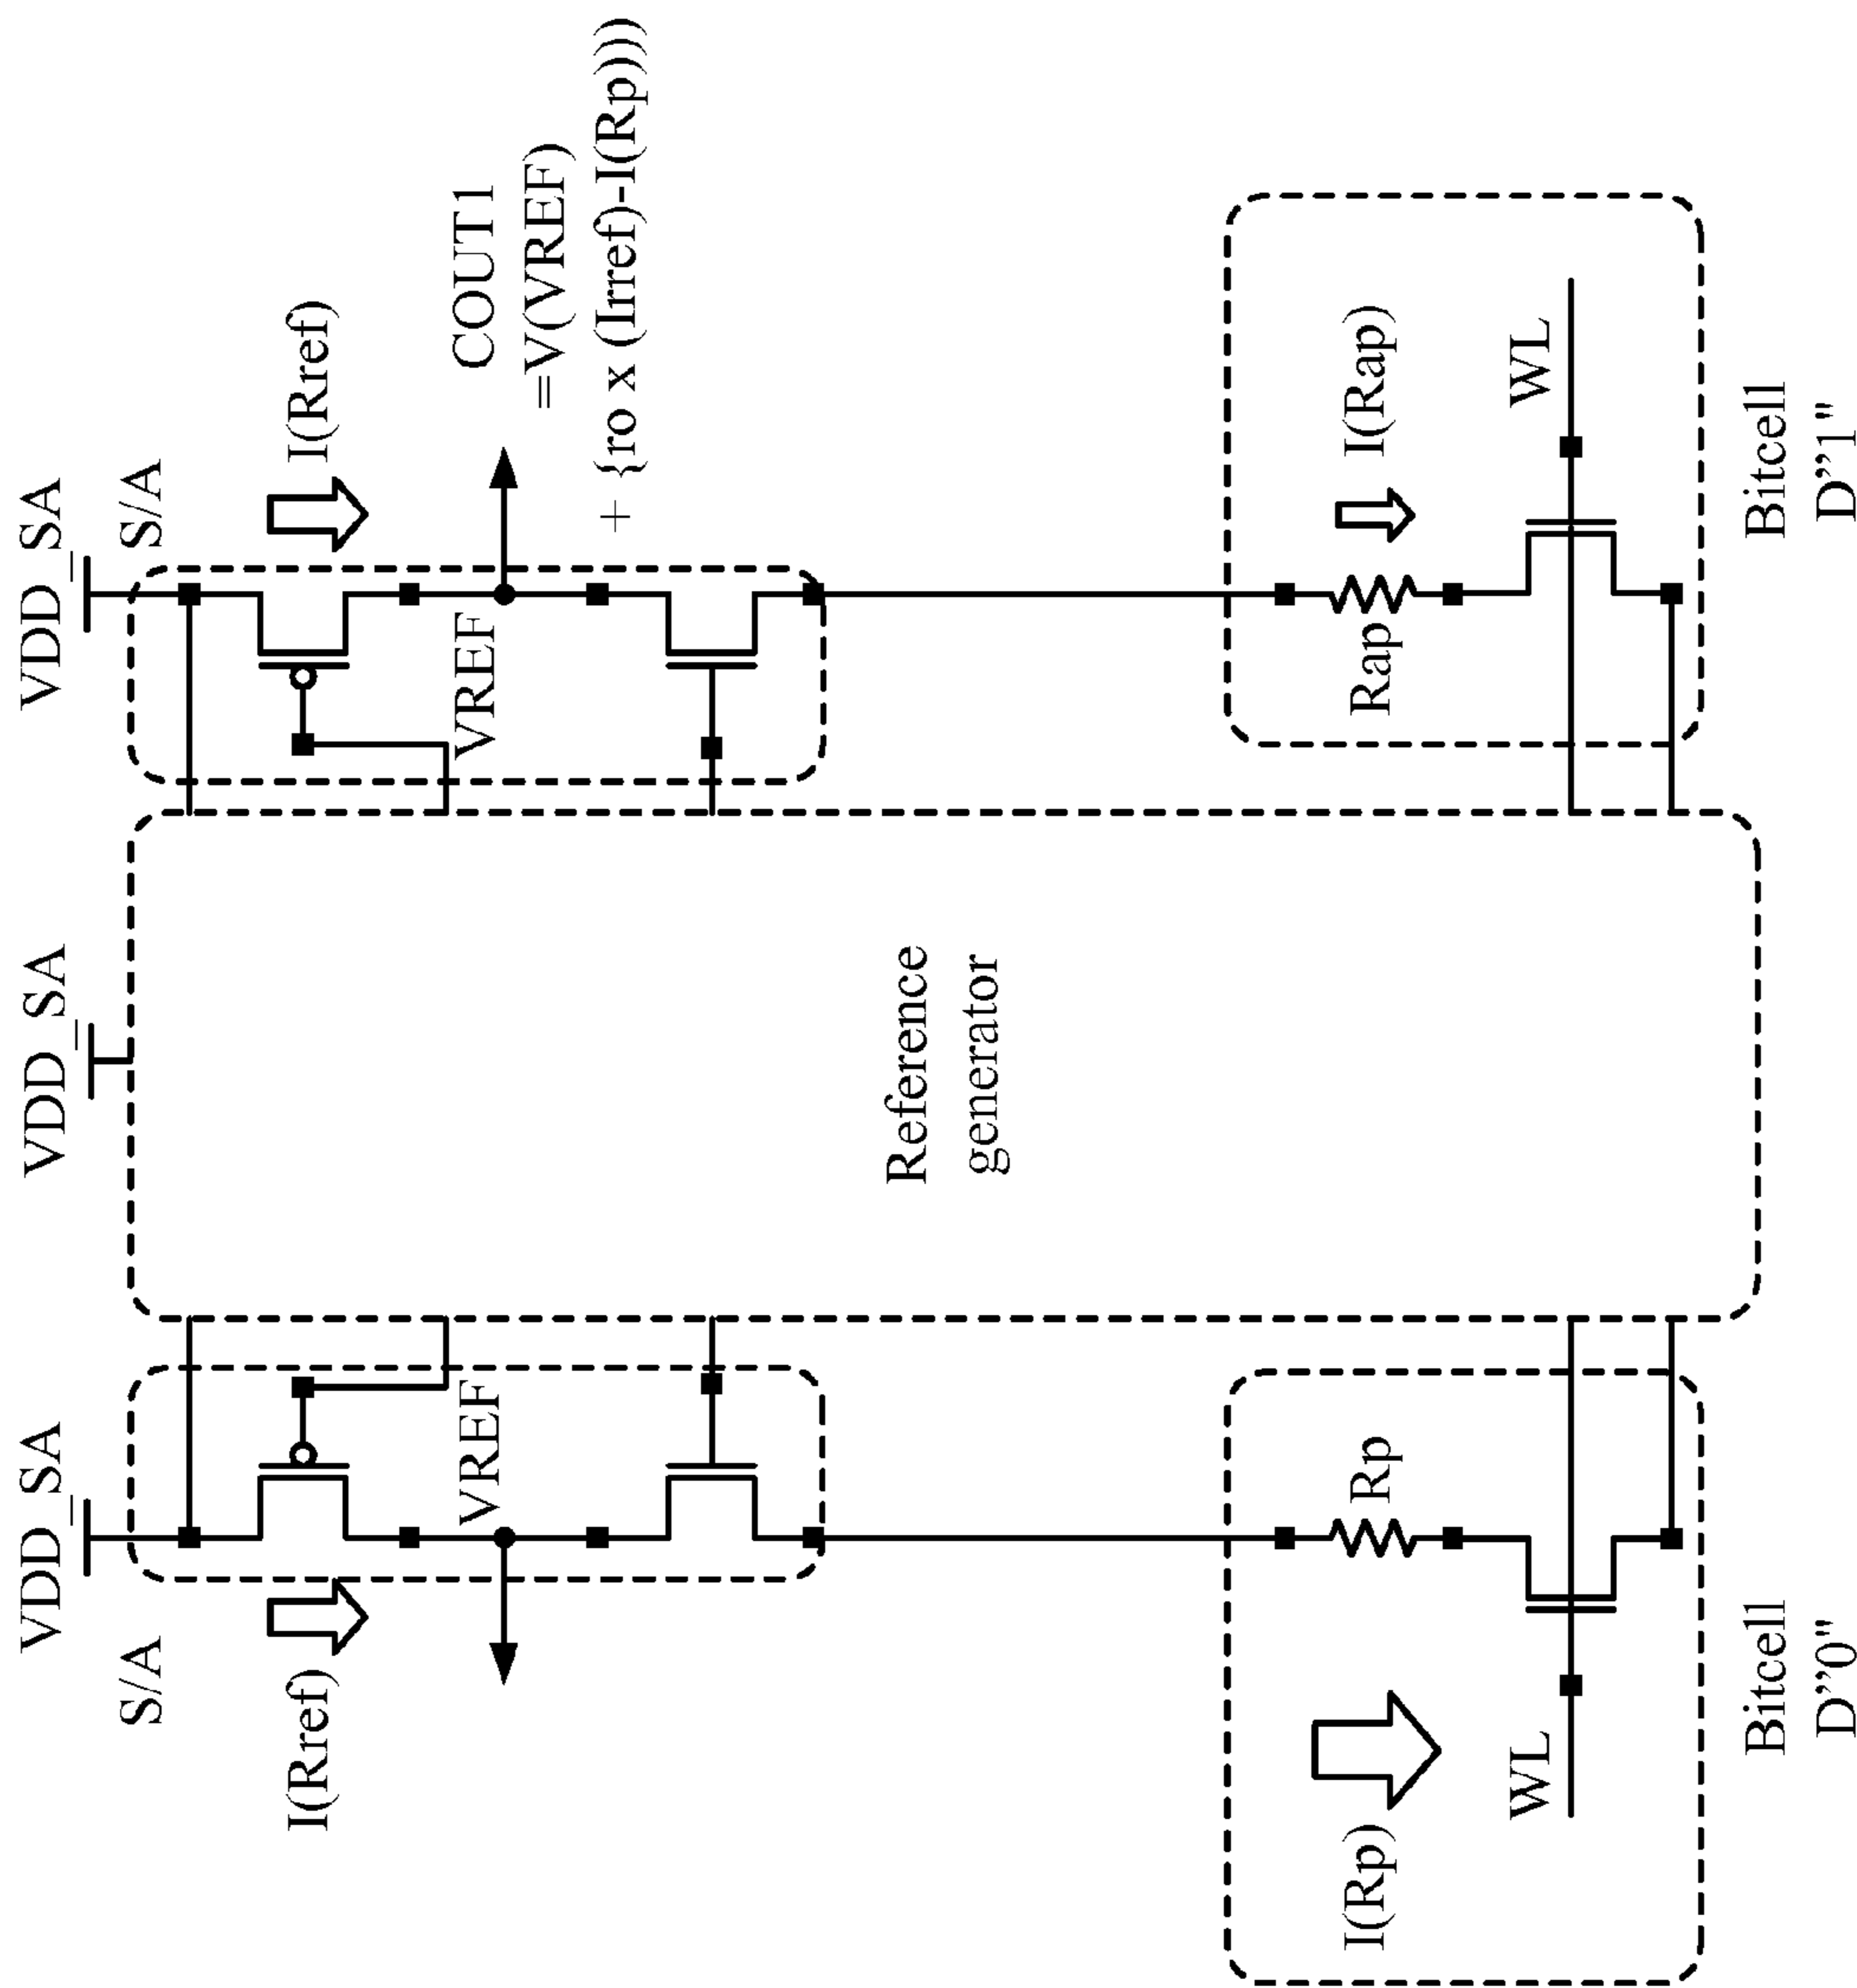 VDD_SA
VDD_SA
VDD_SA
S/A
S/A
I(Rref)
I(Rref)
VREF
VREF
COUT1
=V(VREF)
+ {ro x (Irref)-I(Rp)))
Reference
generator
I(Rp)
Rp
Rap
I(Rap)
WL
WL
Bitcell
D”0"
Bitcell
D”1"